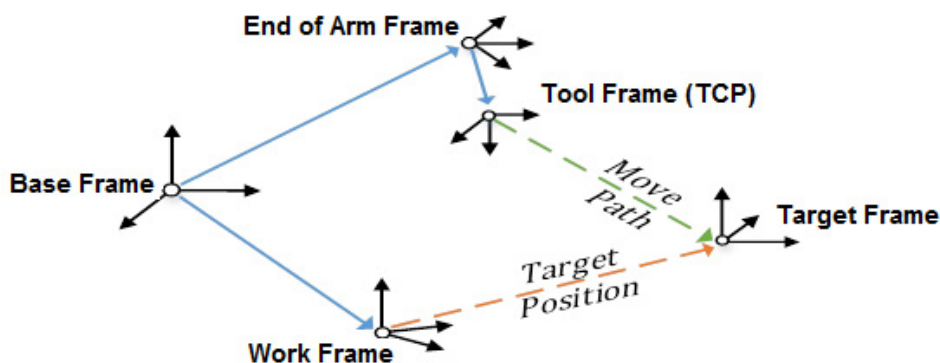 End of Arm Frame
Tool Frame (TCP)
Base Frame
Move
Path
Target Frame
Target
Position
Work Frame